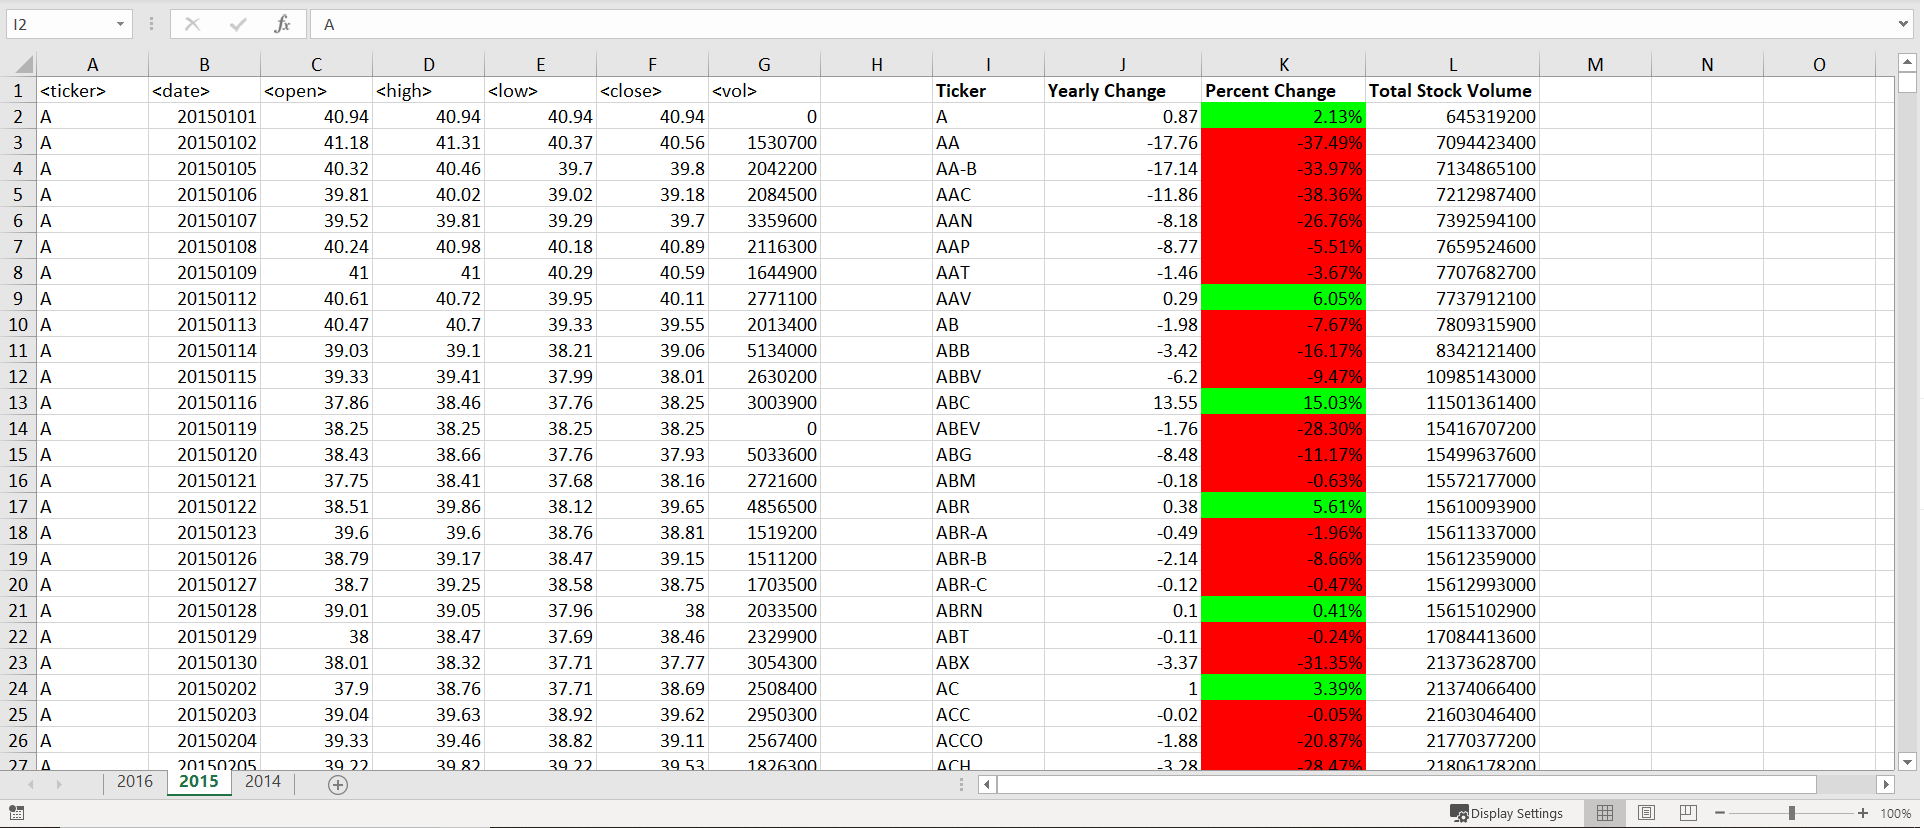 I2 fx A
A B C D E F G H I J K L M N O
1 <ticker> <date> <open> <high> <low> <close> <vol> Ticker Yearly Change Percent Change Total Stock Volume
2 A 20150101 40.94 40.94 40.94 40.94 0 A 0.87 2.13% 645319200
3 A 20150102 41.18 41.31 40.37 40.56 1530700 AA -17.76 -37.49% 7094423400
4 A 20150105 40.32 40.46 39.7 39.8 2042200 AA-B -17.14 -33.97% 7134865100
5 A 20150106 39.81 40.02 39.02 39.18 2084500 AAC -11.86 -38.36% 7212987400
6 A 20150107 39.52 39.81 39.29 39.7 3359600 AAN -8.18 -26.76% 7392594100
7 A 20150108 40.24 40.98 40.18 40.89 2116300 AAP -8.77 -5.51% 7659524600
8 A 20150109 41 41 40.29 40.59 1644900 AAT -1.46 -3.67% 7707682700
9 A 20150112 40.61 40.72 39.95 40.11 2771100 AAV 0.29 6.05% 7737912100
10 A 20150113 40.47 40.7 39.33 39.55 2013400 AB -1.98 -7.67% 7809315900
11 A 20150114 39.03 39.1 38.21 39.06 5134000 ABB -3.42 -16.17% 8342121400
12 A 20150115 39.33 39.41 37.99 38.01 2630200 ABBV -6.2 -9.47% 10985143000
13 A 20150116 37.86 38.46 37.76 38.25 3003900 ABC 13.55 15.03% 11501361400
14 A 20150119 38.25 38.25 38.25 38.25 0 ABEV -1.76 -28.30% 15416707200
15 A 20150120 38.43 38.66 37.76 37.93 5033600 ABG -8.48 -11.17% 15499637600
16 A 20150121 37.75 38.41 37.68 38.16 2721600 ABM -0.18 -0.63% 15572177000
17 A 20150122 38.51 39.86 38.12 39.65 4856500 ABR 0.38 5.61% 15610093900
18 A 20150123 39.6 39.6 38.76 38.81 1519200 ABR-A -0.49 -1.96% 15611337000
19 A 20150126 38.79 39.17 38.47 39.15 1511200 ABR-B -2.14 -8.66% 15612359000
20 A 20150127 38.7 39.25 38.58 38.75 1703500 ABR-C -0.12 -0.47% 15612993000
21 A 20150128 39.01 39.05 37.96 38 2033500 ABRN 0.1 0.41% 15615102900
22 A 20150129 38 38.47 37.69 38.46 2329900 ABT -0.11 -0.24% 17084413600
23 A 20150130 38.01 38.32 37.71 37.77 3054300 ABX -3.37 -31.35% 21373628700
24 A 20150202 37.9 38.76 37.71 38.69 2508400 AC 1 3.39% 21374066400
25 A 20150203 39.04 39.63 38.92 39.62 2950300 ACC -0.02 -0.05% 21603046400
26 A 20150204 39.33 39.46 38.82 39.11 2567400 ACCO -1.88 -20.87% 21770377200
27 A 20150205 39.22 39.82 39.22 39.53 1826300 ACH -3.28 -28.47% 21806178200
2016 2015 2014
Display Settings 100%